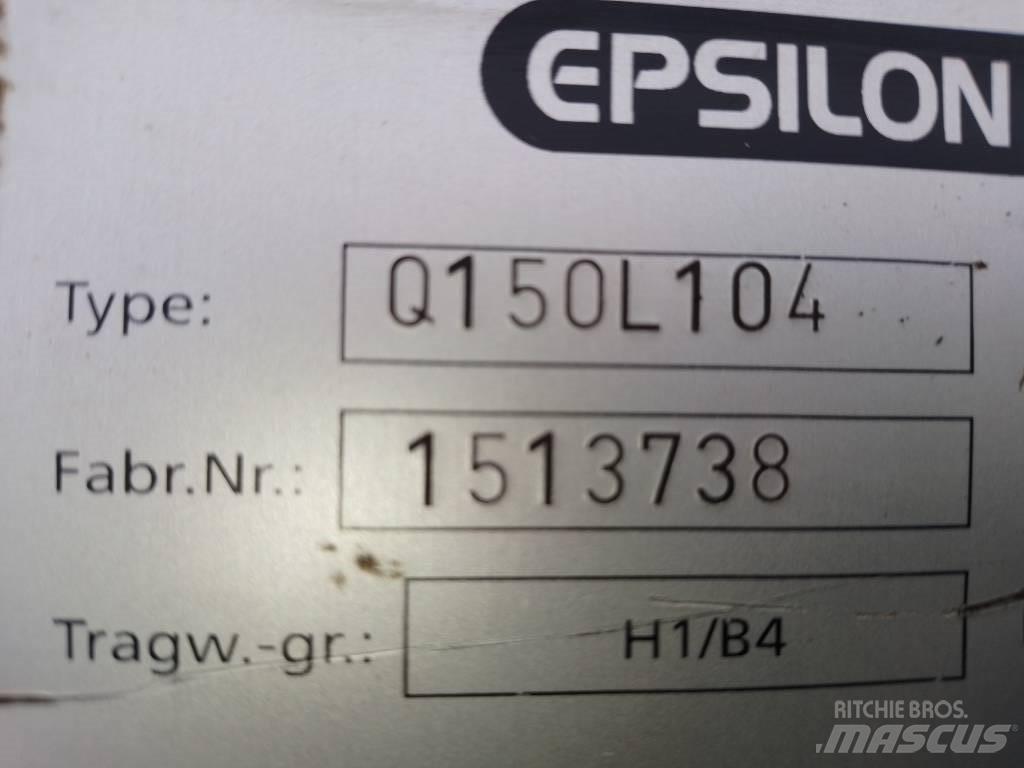 EPSILON
Type: Q150L104
Fabr.Nr.: 1513738
Tragw.-gr.: H1/B4
RITCHIE BROS.
MASCUS